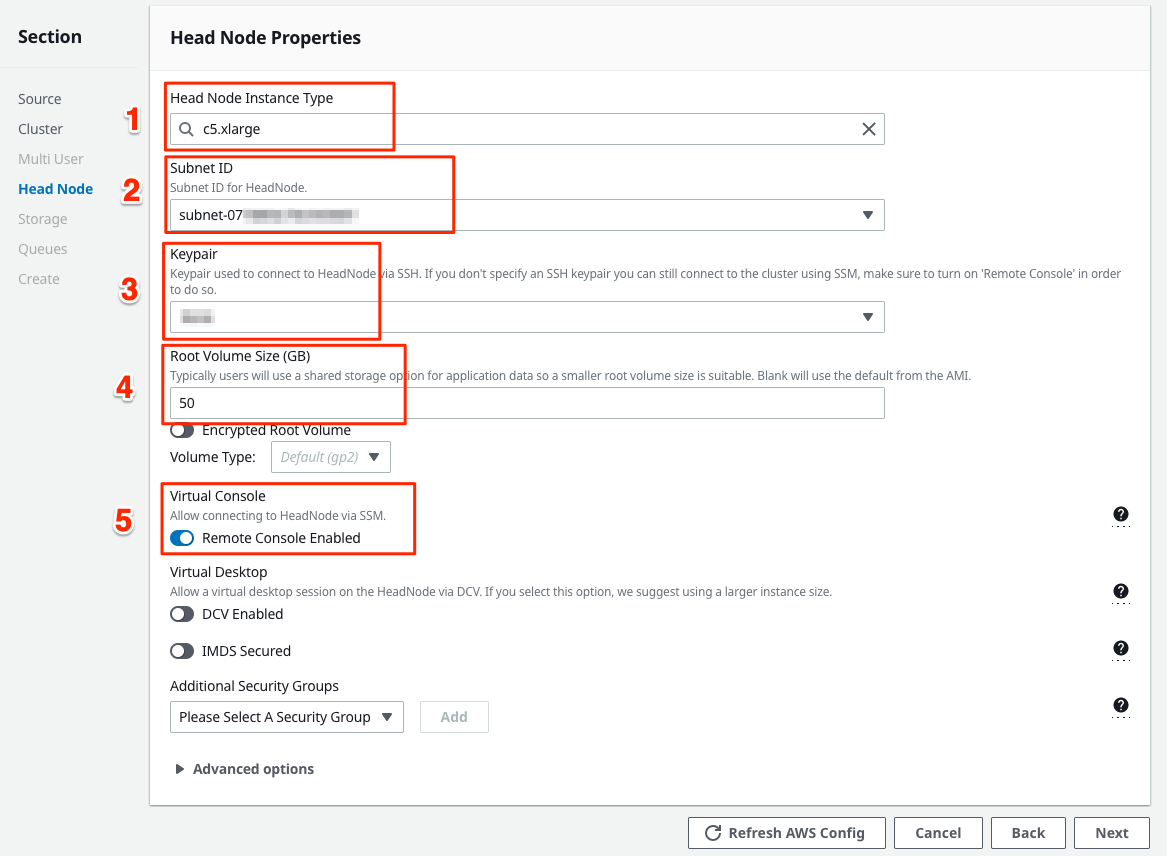 Section
Source
Cluster
Multi User
Head Node
Storage
Queues
Create
Head Node Properties
1
Head Node Instance Type
c5.xlarge
2
Subnet ID
Subnet ID for HeadNode.
subnet-07
3
Keypair
Keypair used to connect to HeadNode via SSH. If you don't specify an SSH keypair you can still connect to the cluster using SSM, make sure to turn on 'Remote Console' in order
to do so.
4
Root Volume Size (GB)
Typically users will use a shared storage option for application data so a smaller root volume size is suitable. Blank will use the default from the AMI.
50
Encrypted Root Volume
Volume Type: Default (gp2)
5
Virtual Console
Allow connecting to HeadNode via SSM.
Remote Console Enabled
Virtual Desktop
Allow a virtual desktop session on the HeadNode via DCV. If you select this option, we suggest using a larger instance size.
DCV Enabled
IMDS Secured
Additional Security Groups
Please Select A Security Group Add
Advanced options
Refresh AWS Config Cancel Back Next